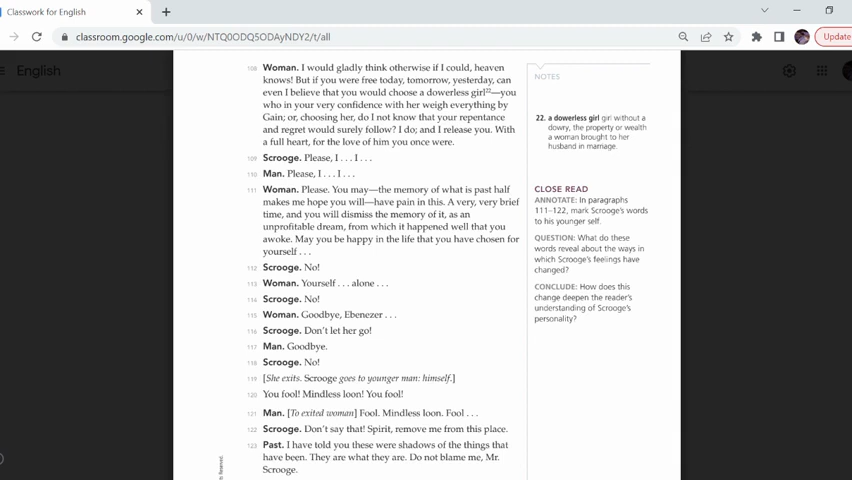 Classwork for English
classroom.google.com/u/0/w/NTQ0ODQ5ODAyNDY2/t/all
Update
English
108 Woman. I would gladly think otherwise if I could, heaven
knows! But if you were free today, tomorrow, yesterday, can
even I believe that you would choose a dowerless girl22—you
who in your very confidence with her weigh everything by
Gain; or, choosing her, do I not know that your repentance
and regret would surely follow? I do; and I release you. With
a full heart, for the love of him you once were.
109 Scrooge. Please, I . . . I . . .
110 Man. Please, I . . . I . . .
111 Woman. Please. You may—the memory of what is past half
makes me hope you will—have pain in this. A very, very brief
time, and you will dismiss the memory of it, as an
unprofitable dream, from which it happened well that you
awoke. May you be happy in the life that you have chosen for
yourself . . .
112 Scrooge. No!
113 Woman. Yourself . . . alone . . .
114 Scrooge. No!
115 Woman. Goodbye, Ebenezer . . .
116 Scrooge. Don't let her go!
117 Man. Goodbye.
118 Scrooge. No!
119 [She exits. Scrooge goes to younger man: himself.]
120 You fool! Mindless loon! You fool!
121 Man. [To exited woman] Fool. Mindless loon. Fool . . .
122 Scrooge. Don't say that! Spirit, remove me from this place.
123 Past. I have told you these were shadows of the things that
have been. They are what they are. Do not blame me, Mr.
Scrooge.
NOTES
22. a dowerless girl girl without a
dowry, the property or wealth
a woman brought to her
husband in marriage.
CLOSE READ
ANNOTATE: In paragraphs
111–122, mark Scrooge's words
to his younger self.
QUESTION: What do these
words reveal about the ways in
which Scrooge's feelings have
changed?
CONCLUDE: How does this
change deepen the reader's
understanding of Scrooge's
personality?
ts Reserved.